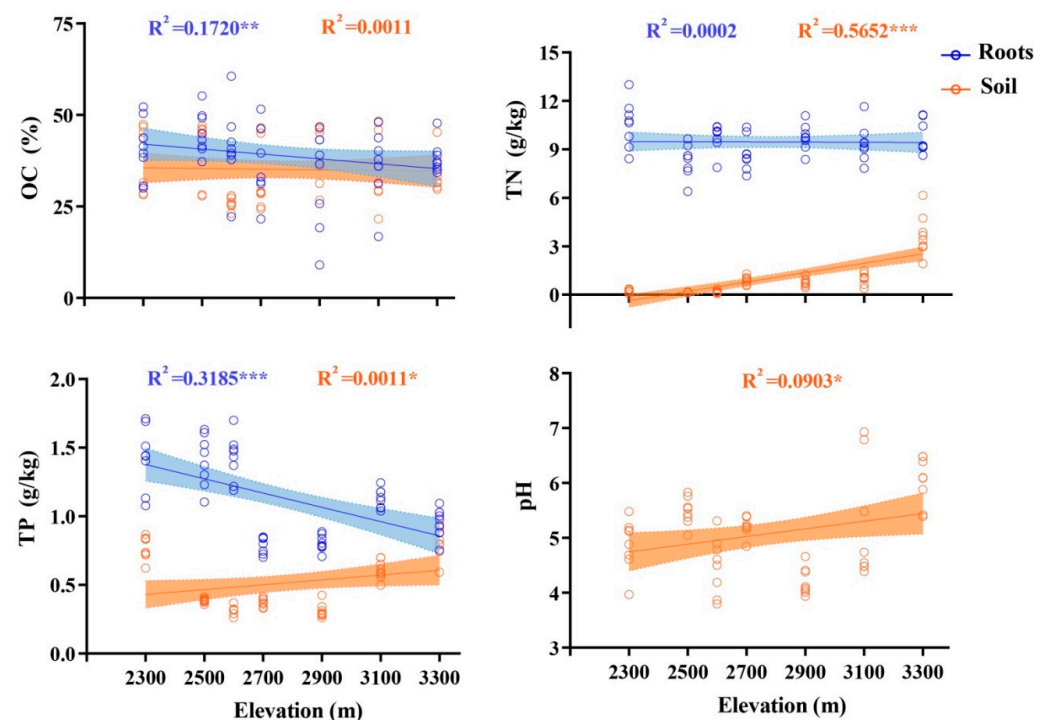 R²=0.1720** R²=0.0011
75
50
25
0
OC (%)
R²=0.0002 R²=0.5652***
15
12
9
6
3
0
TN (g/kg)
Roots
Soil
R²=0.3185*** R²=0.0011*
2.0
1.5
1.0
0.5
0.0
TP (g/kg)
2300 2500 2700 2900 3100 3300
Elevation (m)
R²=0.0903*
8
7
6
5
4
3
pH
2300 2500 2700 2900 3100 3300
Elevation (m)